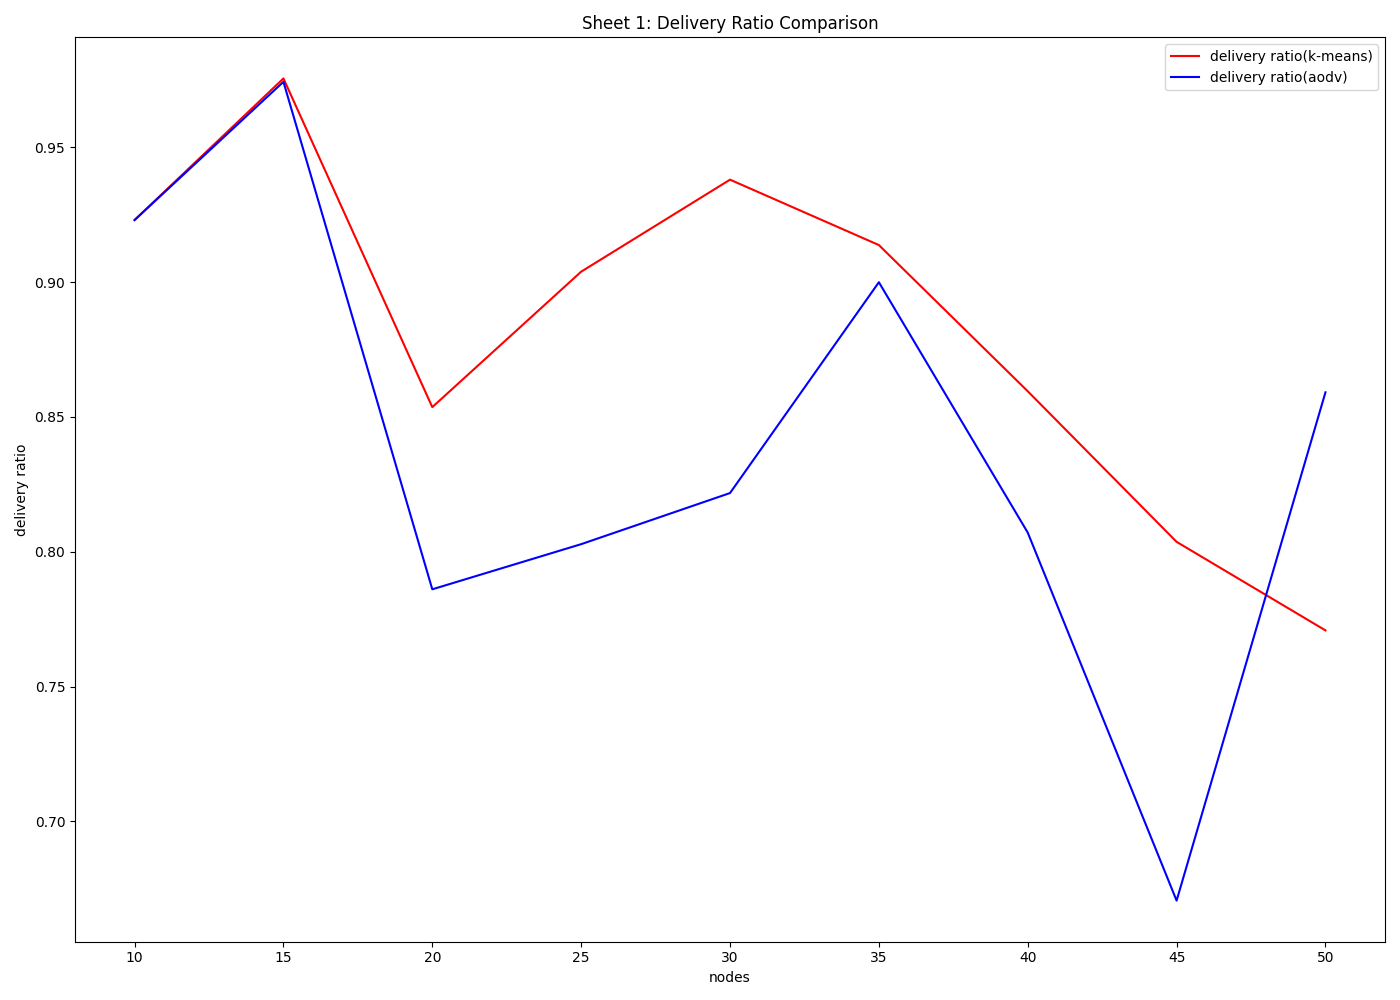 Sheet 1: Delivery Ratio Comparison
delivery ratio(k-means)
delivery ratio(aodv)
delivery ratio
0.95
0.90
0.85
0.80
0.75
0.70
10 15 20 25 30 35 40 45 50
nodes